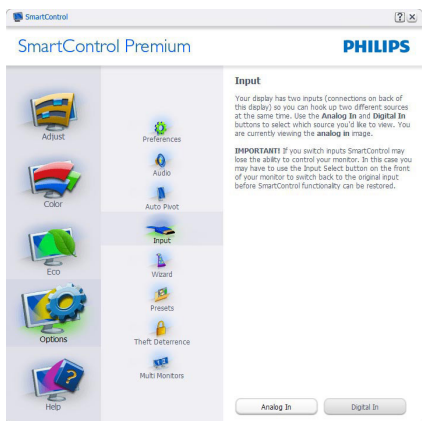 SmartControl
SmartControl Premium
PHILIPS
Adjust
Color
Eco
Options
Help
Preferences
Audio
Auto Pivot
Input
Wizard
Presets
Theft Deterrence
Multi Monitors
Input
Your display has two inputs (connections on back of
this display) so you can hook up two different sources
at the same time. Use the Analog In and Digital In
buttons to select which source you'd like to view. You
are currently viewing the analog in image.
IMPORTANT! If you switch inputs SmartControl may
lose the ability to control your monitor. In this case you
may have to use the Input Select button on the front
of your monitor to switch back to the original input
before SmartControl functionality can be restored.
Analog In
Digital In